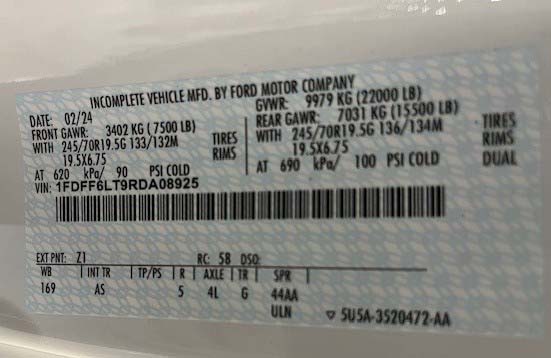 INCOMPLETE VEHICLE MFD. BY FORD MOTOR COMPANY
DATE: 02/24 GVWR: 9979 KG (22000 LB)
FRONT GAWR: 3402 KG (7500 LB) REAR GAWR: 7031 KG (15500 LB)
WITH 245/70R19.5G 133/132M TIRES WITH 245/70R19.5G 136/134M TIRES
19.5X6.75 RIMS 19.5X6.75 RIMS
AT 620 kPa/ 90 PSI COLD AT 690 kPa/ 100 PSI COLD DUAL
VIN: 1FDFF6LT9RDA08925
EXT PNT: Z1 RC: 58 DSO:
WB INT TR TP/PS R AXLE TR SPR
169 AS 5 4L G 44AA
ULN ▽ 5U5A-3520472-AA